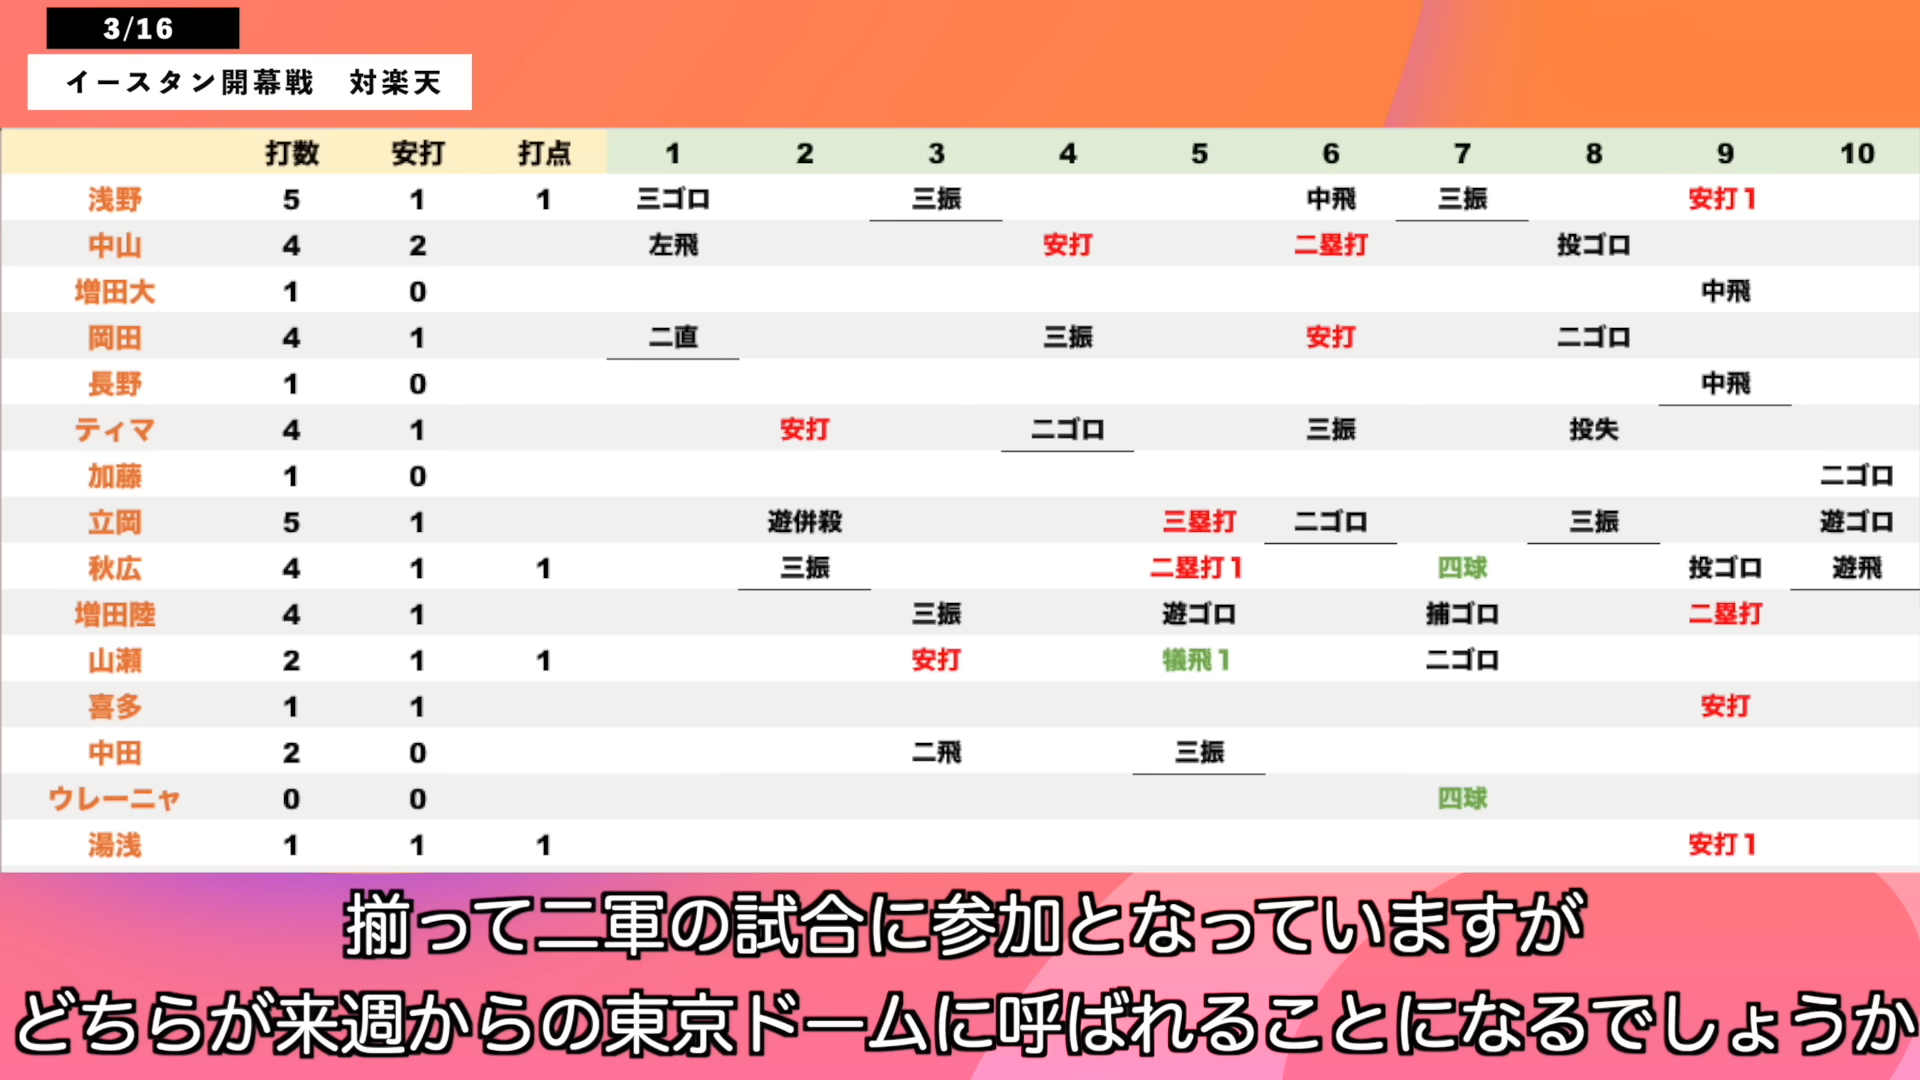 3/16
イースタン開幕戦　対楽天
打数 安打 打点 1 2 3 4 5 6 7 8 9 10
浅野 5 1 1 三ゴロ 三振 中飛 三振 安打１
中山 4 2 左飛 安打 二塁打 投ゴロ
増田大 1 0 中飛
岡田 4 1 二直 三振 安打 二ゴロ
長野 1 0 中飛
ティマ 4 1 安打 二ゴロ 三振 投失
加藤 1 0 二ゴロ
立岡 5 1 遊併殺 三塁打 二ゴロ 三振 遊ゴロ
秋広 4 1 1 三振 二塁打１ 四球 投ゴロ 遊飛
増田陸 4 1 三振 遊ゴロ 捕ゴロ 二塁打
山瀬 2 1 1 安打 犠飛１ 二ゴロ
喜多 1 1 安打
中田 2 0 二飛 三振
ウレーニャ 0 0 四球
湯浅 1 1 1 安打１
揃って二軍の試合に参加となっていますが
どちらが来週からの東京ドームに呼ばれることになるでしょうか